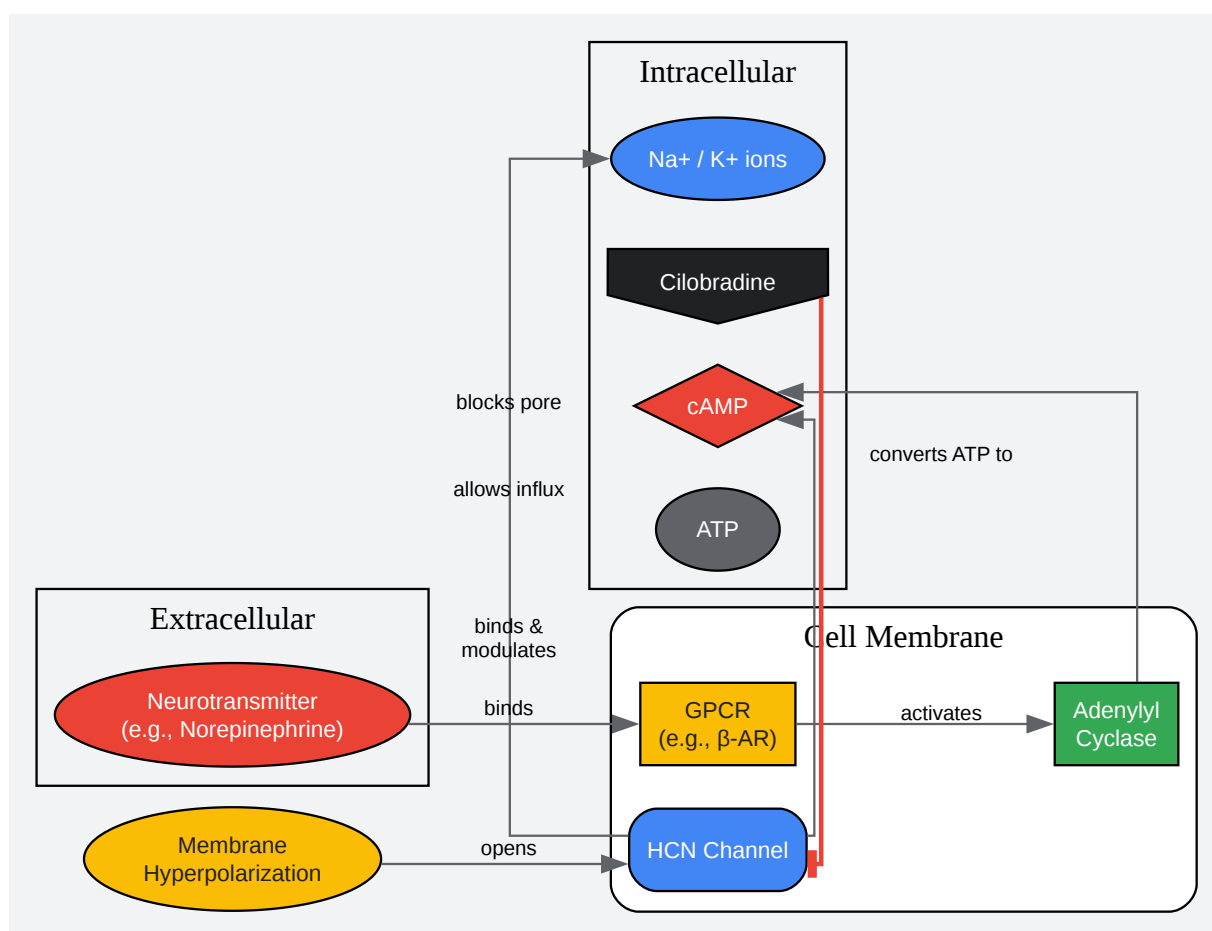 Intracellular
Na+ / K+ ions
Cilobradine
blocks pore
cAMP
converts ATP to
allows influx
ATP
Extracellular
binds &
modulates
Cell Membrane
Neurotransmitter
(e.g., Norepinephrine)
binds
GPCR
(e.g., β-AR)
activates
Adenylyl
Cyclase
Membrane
Hyperpolarization
opens
HCN Channel